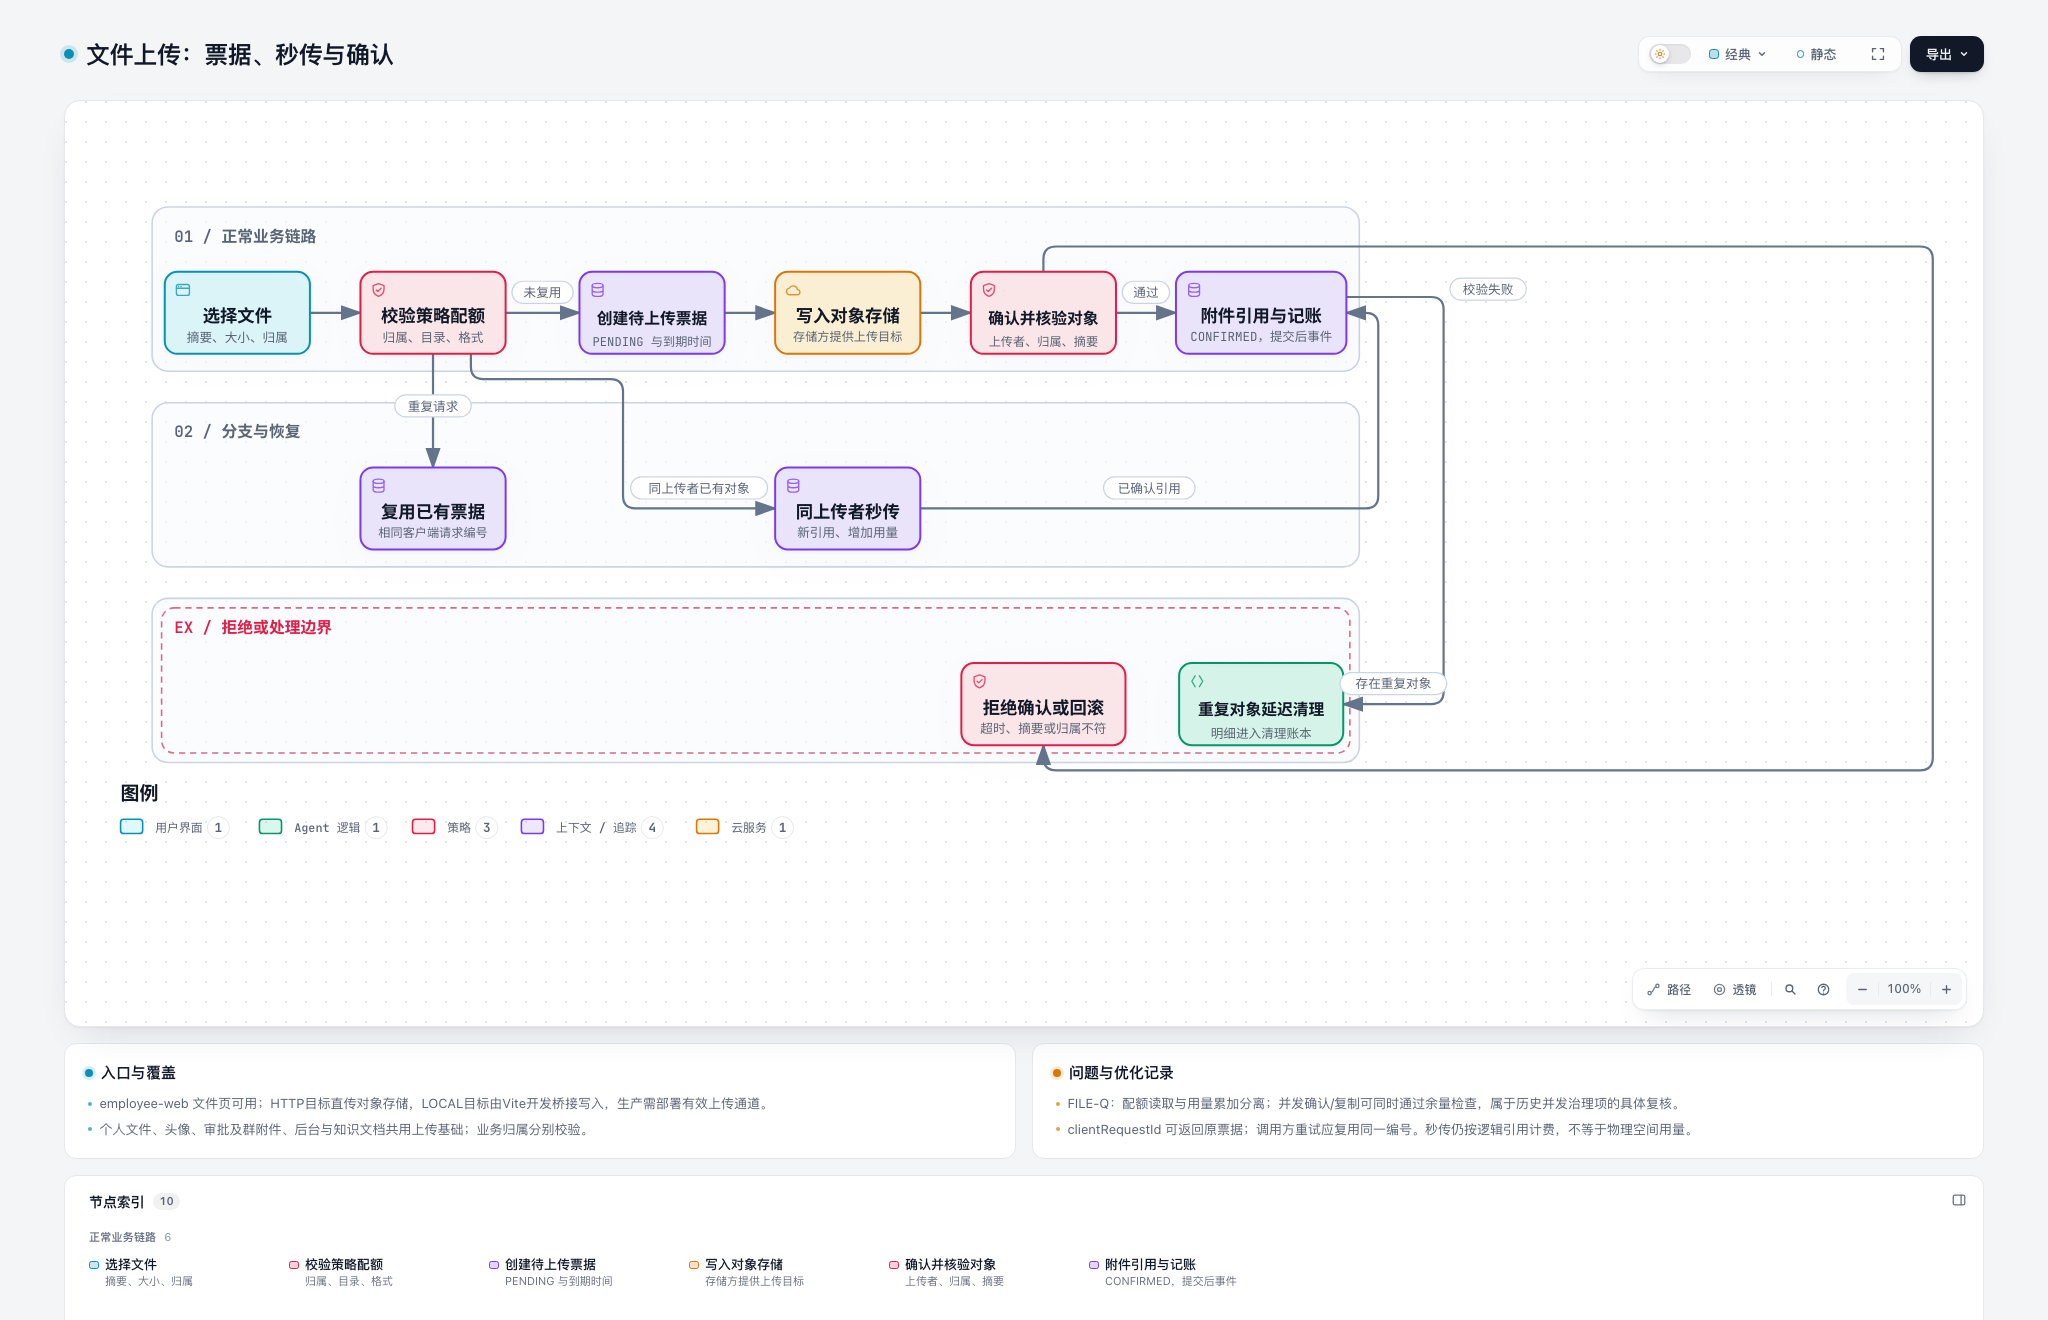 文件上传：票据、秒传与确认
经典
静态
导出
01 / 正常业务链路
选择文件
摘要、大小、归属
校验策略配额
归属、目录、格式
未复用
创建待上传票据
PENDING 与到期时间
写入对象存储
存储方提供上传目标
确认并核验对象
上传者、归属、摘要
通过
附件引用与记账
CONFIRMED，提交后事件
校验失败
重复请求
02 / 分支与恢复
复用已有票据
相同客户端请求编号
同上传者已有对象
同上传者秒传
新引用、增加用量
已确认引用
EX / 拒绝或处理边界
拒绝确认或回滚
超时、摘要或归属不符
重复对象延迟清理
明细进入清理账本
存在重复对象
图例
用户界面 1
Agent 逻辑 1
策略 3
上下文 / 追踪 4
云服务 1
路径
透镜
100%
入口与覆盖
employee-web 文件页可用；HTTP目标直传对象存储，LOCAL目标由Vite开发桥接写入，生产需部署有效上传通道。
个人文件、头像、审批及群附件、后台与知识文档共用上传基础；业务归属分别校验。
问题与优化记录
FILE-Q：配额读取与用量累加分离；并发确认/复制可同时通过余量检查，属于历史并发治理项的具体复核。
clientRequestId 可返回原票据；调用方重试应复用同一编号。秒传仍按逻辑引用计费，不等于物理空间用量。
节点索引 10
正常业务链路 6
选择文件
摘要、大小、归属
校验策略配额
归属、目录、格式
创建待上传票据
PENDING 与到期时间
写入对象存储
存储方提供上传目标
确认并核验对象
上传者、归属、摘要
附件引用与记账
CONFIRMED，提交后事件